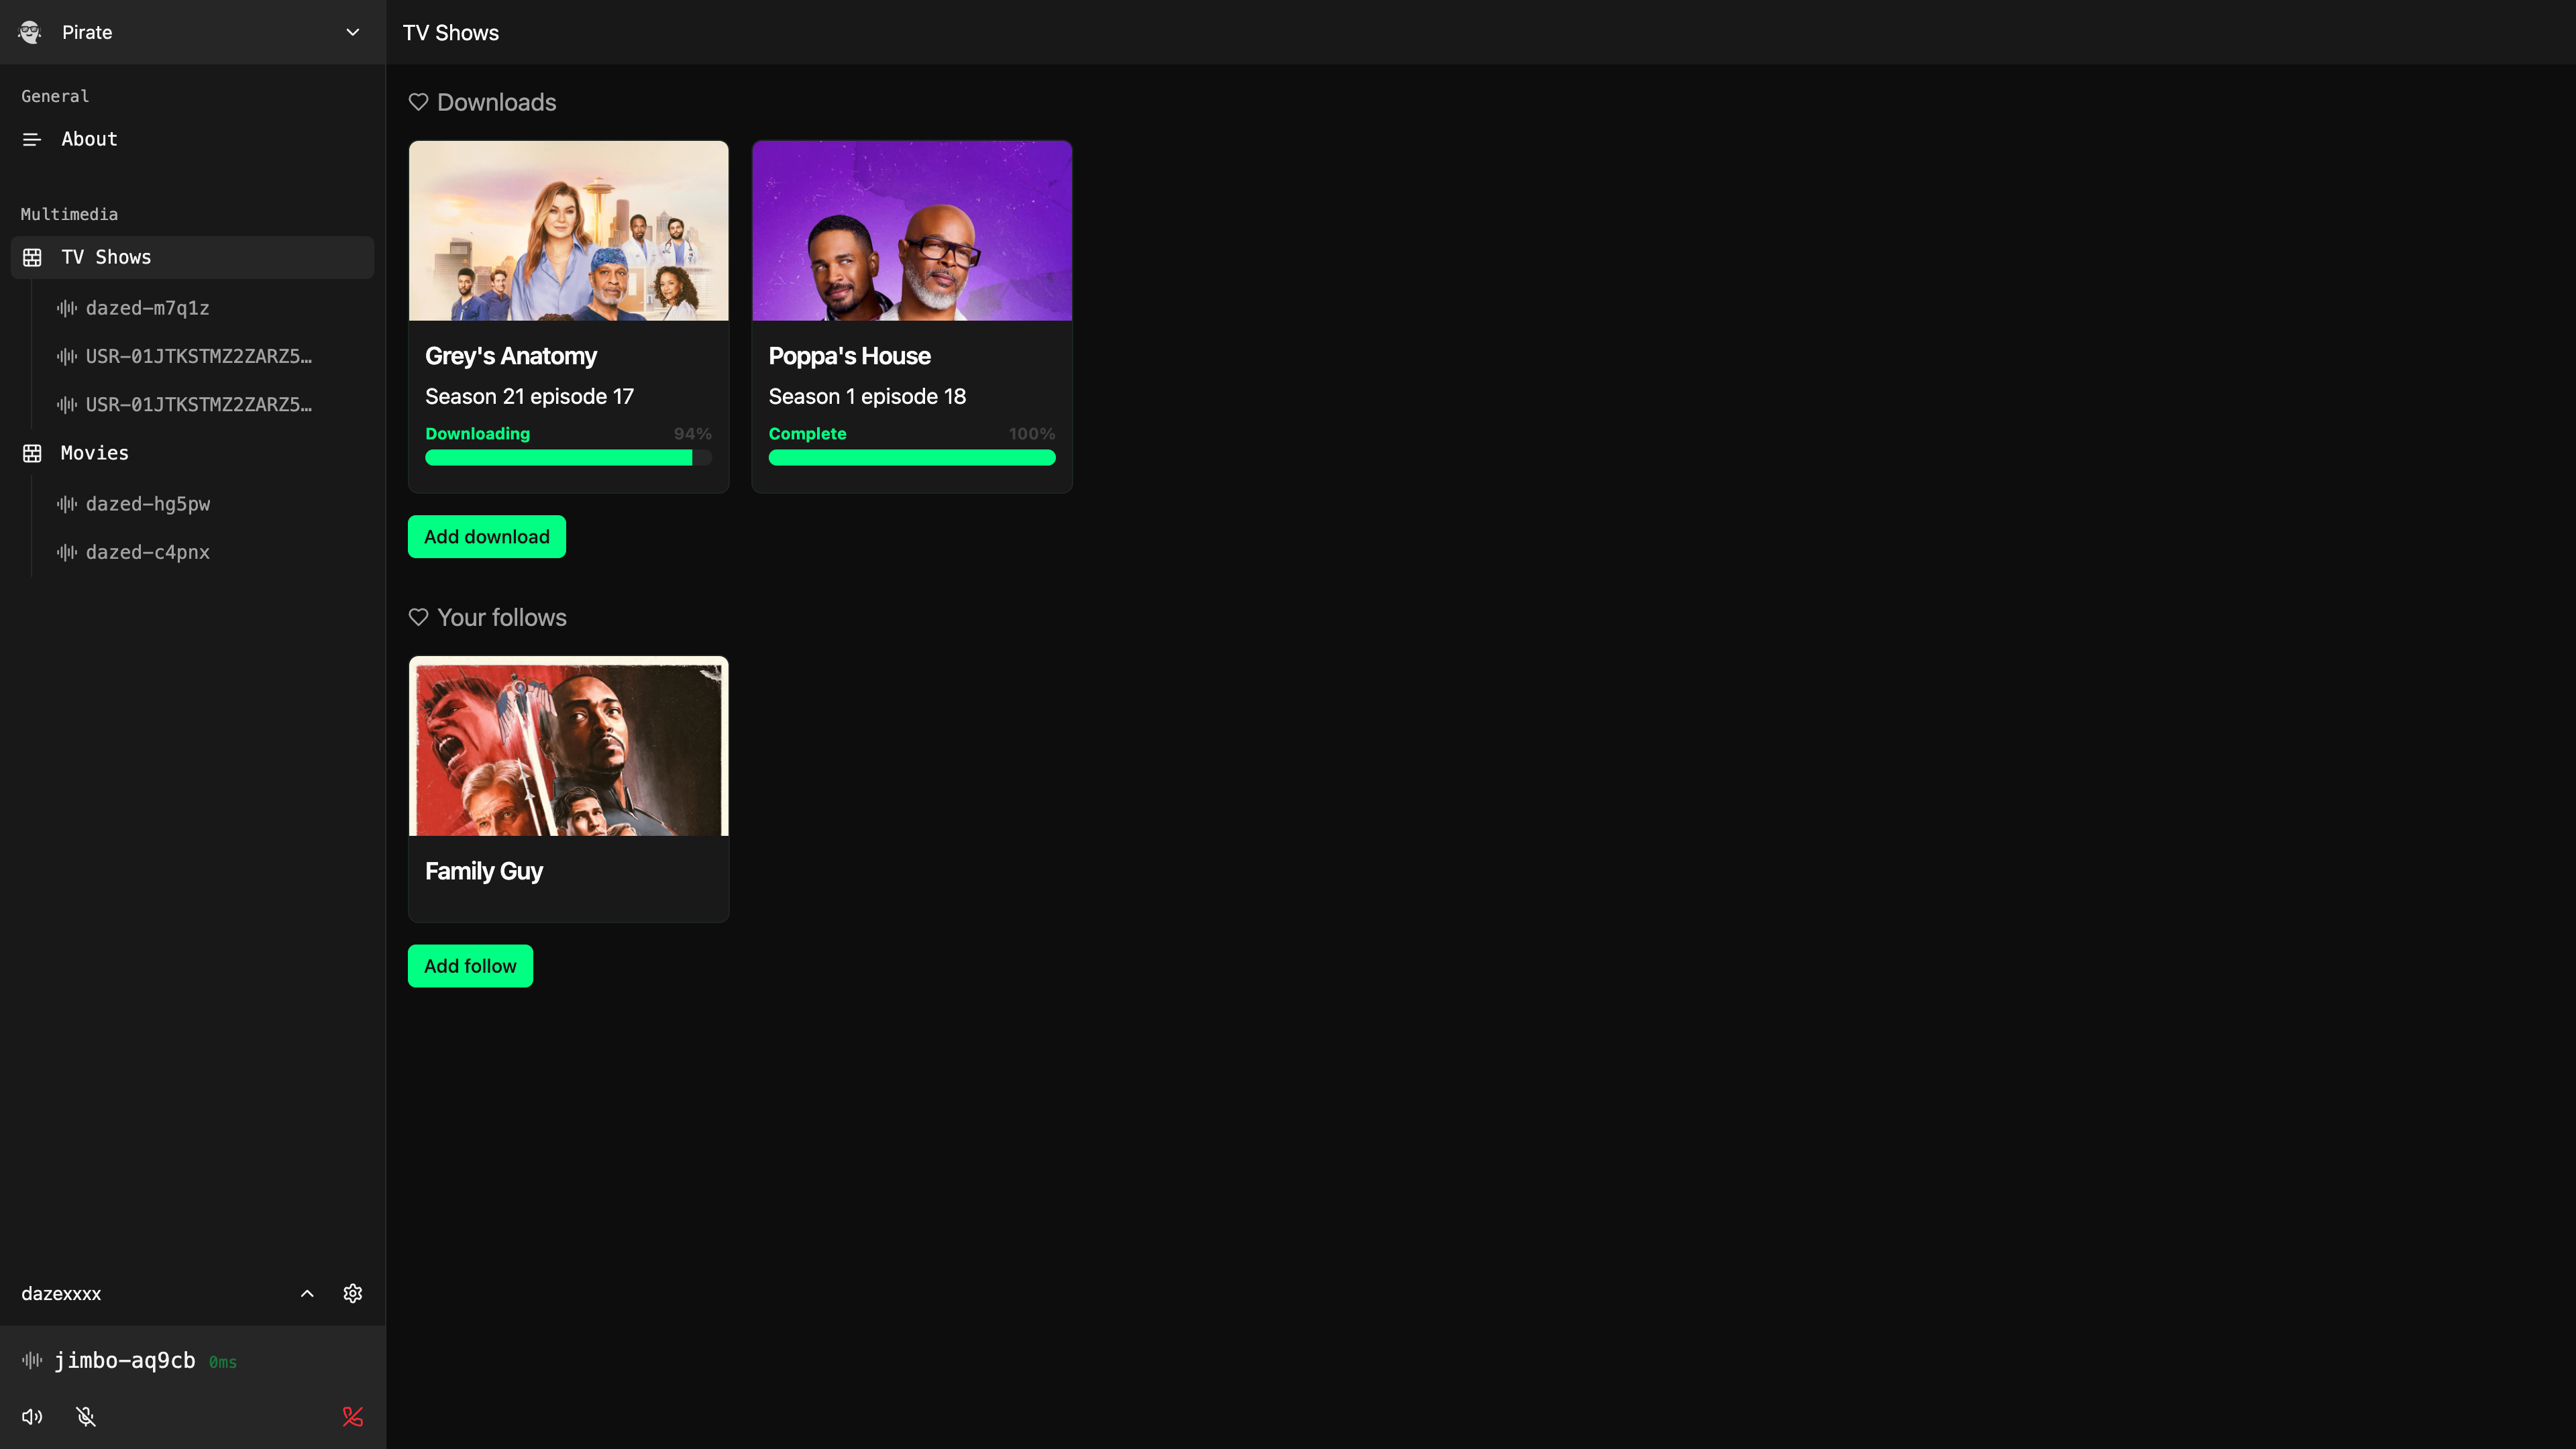 Pirate
General
About
Multimedia
TV Shows
dazed-m7q1z
USR-01JTKSTMZ2ZARZ5…
USR-01JTKSTMZ2ZARZ5…
Movies
dazed-hg5pw
dazed-c4pnx
dazexxxx
jimbo-aq9cb 0ms
TV Shows
Downloads
Grey's Anatomy
Season 21 episode 17
Downloading 94%
Poppa's House
Season 1 episode 18
Complete 100%
Add download
Your follows
Family Guy
Add follow